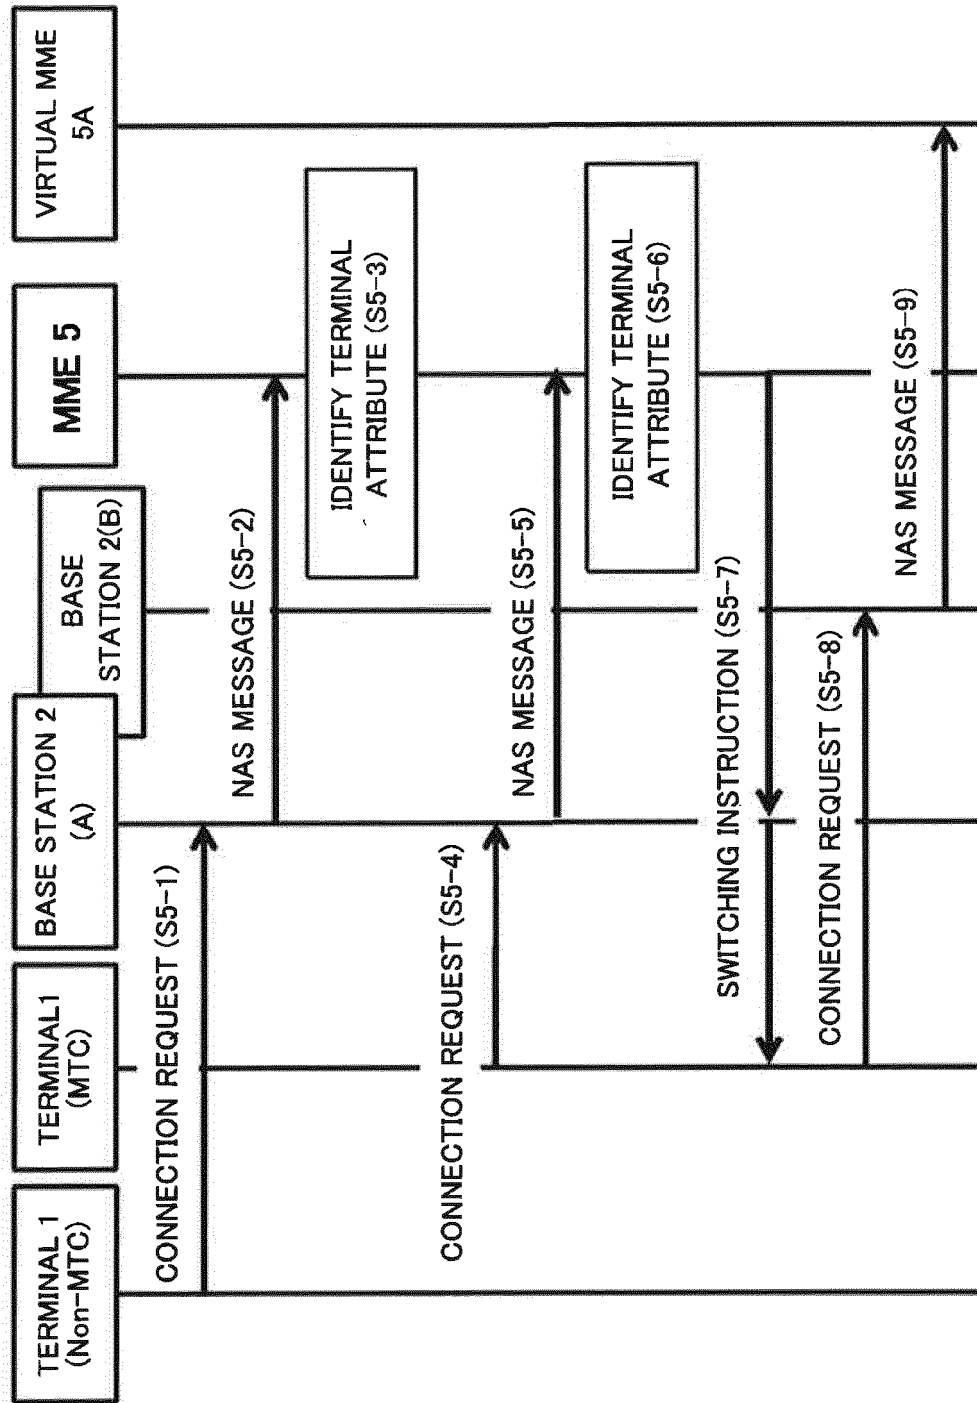 TERMINAL 1
(Non-MTC)
TERMINAL1
(MTC)
BASE STATION 2
(A)
BASE
STATION 2(B)
MME 5
VIRTUAL MME
5A
CONNECTION REQUEST (S5-1)
NAS MESSAGE (S5-2)
IDENTIFY TERMINAL
ATTRIBUTE (S5-3)
CONNECTION REQUEST (S5-4)
NAS MESSAGE (S5-5)
IDENTIFY TERMINAL
ATTRIBUTE (S5-6)
SWITCHING INSTRUCTION (S5-7)
CONNECTION REQUEST (S5-8)
NAS MESSAGE (S5-9)